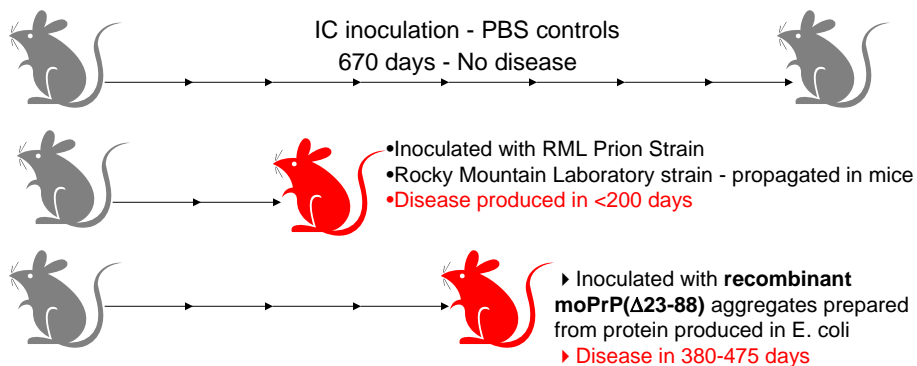 IC inoculation - PBS controls
670 days - No disease
•Inoculated with RML Prion Strain
•Rocky Mountain Laboratory strain - propagated in mice
•Disease produced in <200 days
▶ Inoculated with recombinant
moPrP(Δ23-88) aggregates prepared
from protein produced in E. coli
▶ Disease in 380-475 days